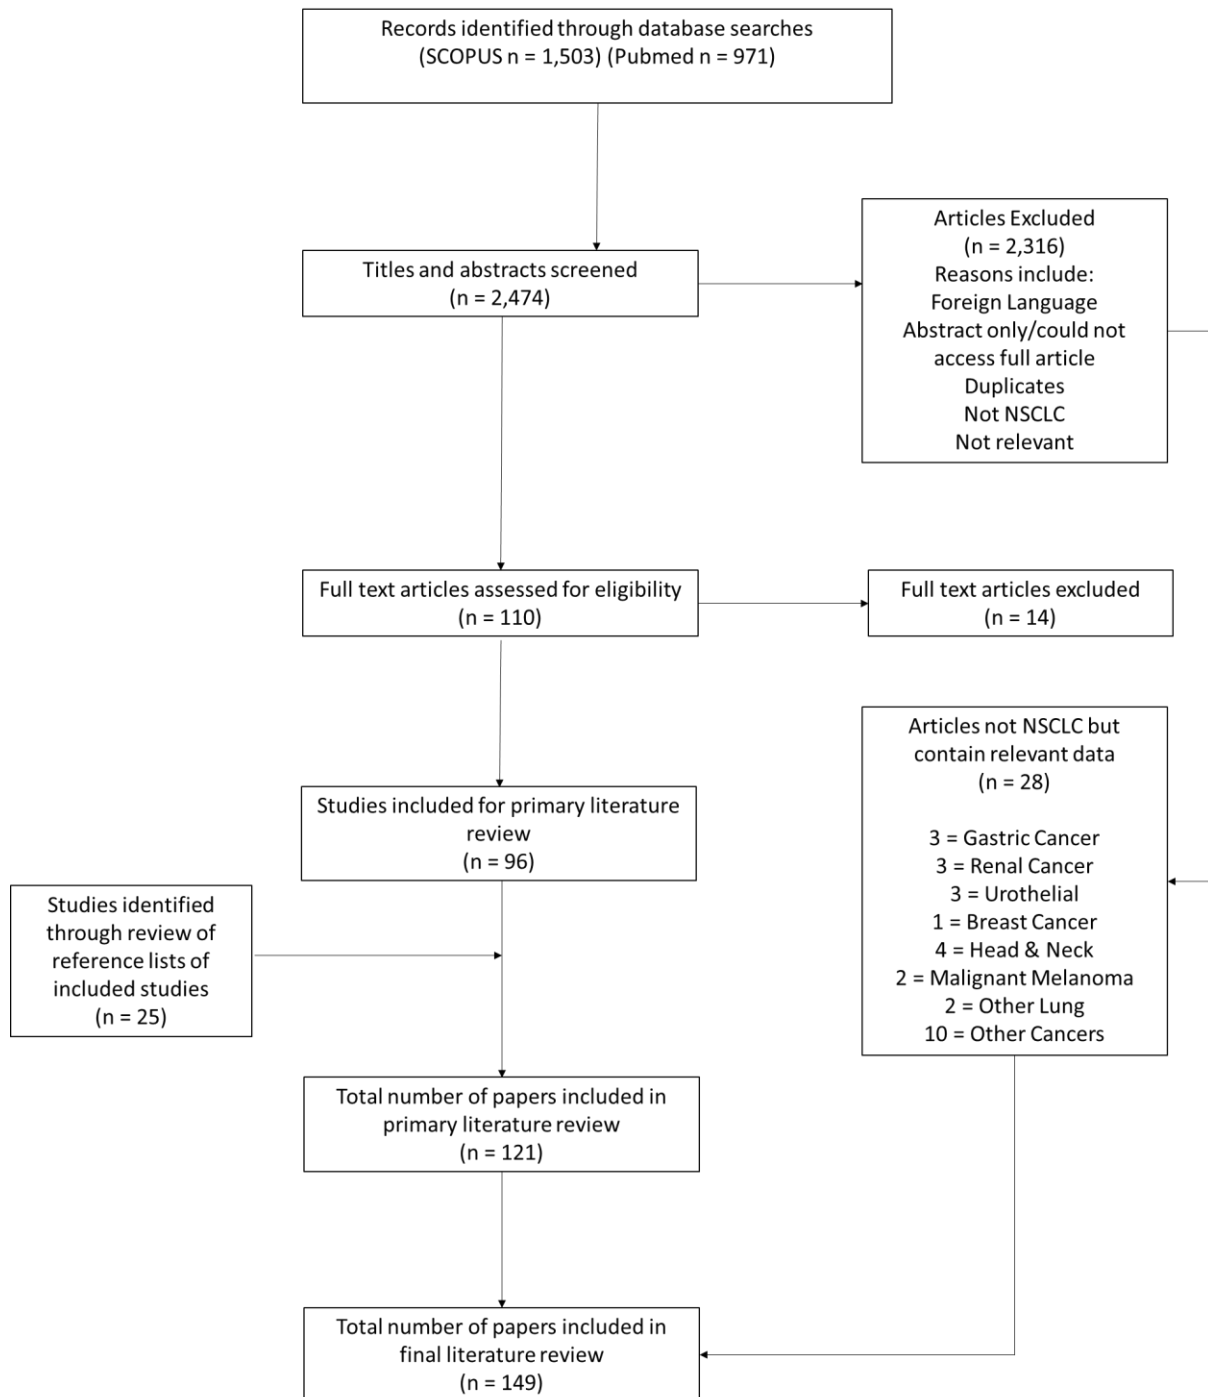 Records identified through database searches
(SCOPUS n = 1,503) (Pubmed n = 971)
Titles and abstracts screened
(n = 2,474)
Articles Excluded
(n = 2,316)
Reasons include:
Foreign Language
Abstract only/could not
access full article
Duplicates
Not NSCLC
Not relevant
Full text articles assessed for eligibility
(n = 110)
Full text articles excluded
(n = 14)
Articles not NSCLC but
contain relevant data
(n = 28)
3 = Gastric Cancer
3 = Renal Cancer
3 = Urothelial
1 = Breast Cancer
4 = Head & Neck
2 = Malignant Melanoma
2 = Other Lung
10 = Other Cancers
Studies included for primary literature
review
(n = 96)
Studies identified
through review of
reference lists of
included studies
(n = 25)
Total number of papers included in
primary literature review
(n = 121)
Total number of papers included in
final literature review
(n = 149)